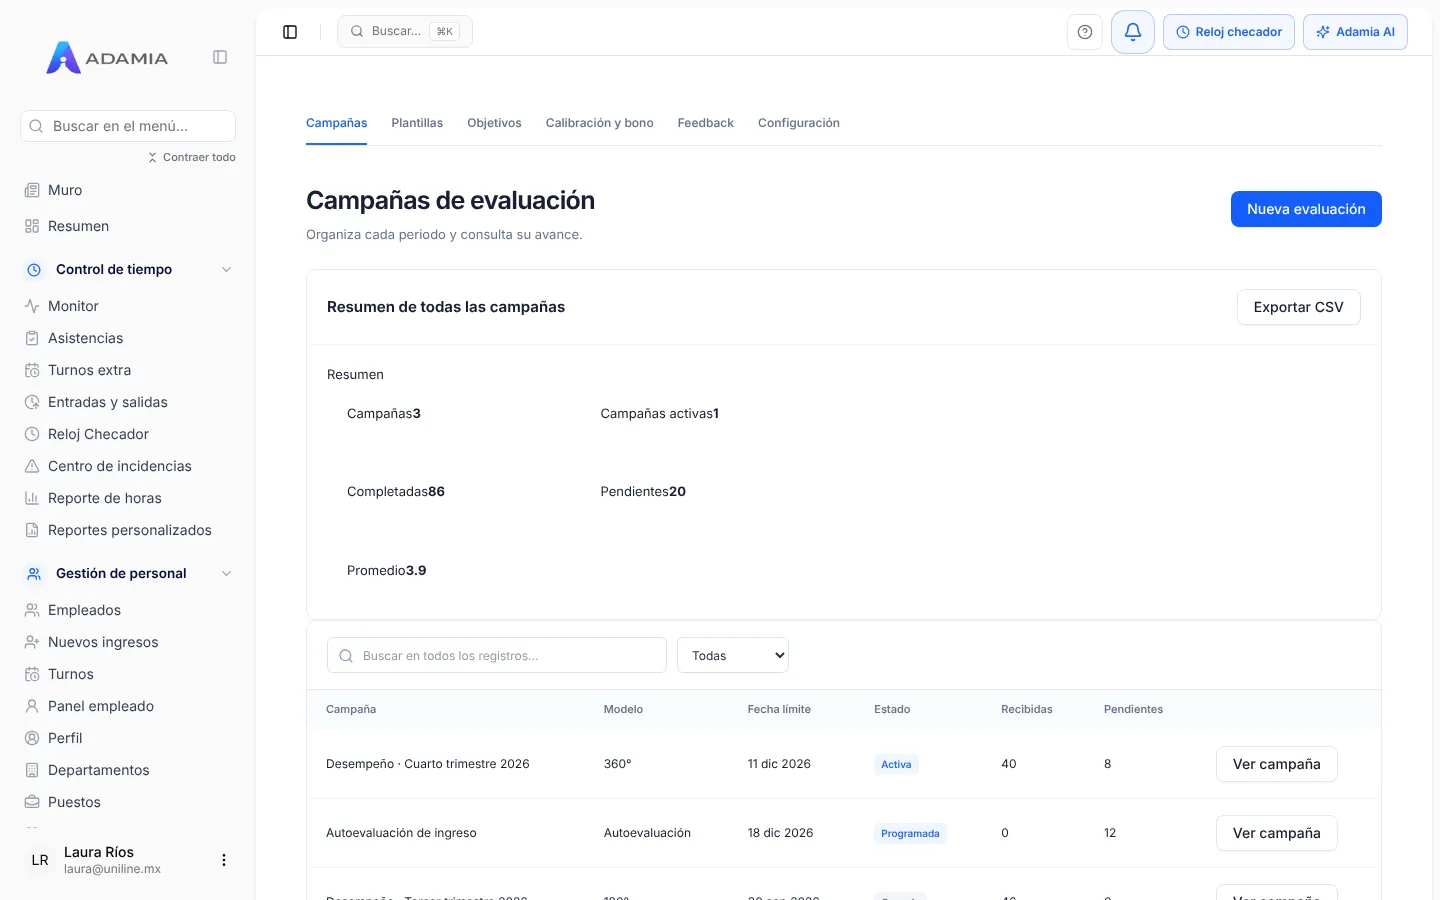 ADAMIA
Buscar en el menú...
Contraer todo
Muro
Resumen
Control de tiempo
Monitor
Asistencias
Turnos extra
Entradas y salidas
Reloj Checador
Centro de incidencias
Reporte de horas
Reportes personalizados
Gestión de personal
Empleados
Nuevos ingresos
Turnos
Panel empleado
Perfil
Departamentos
Puestos
LR
Laura Ríos
laura@uniline.mx
Buscar... ⌘K
Reloj checador
Adamia AI
Campañas Plantillas Objetivos Calibración y bono Feedback Configuración
Campañas de evaluación
Nueva evaluación
Organiza cada periodo y consulta su avance.
Resumen de todas las campañas
Exportar CSV
Resumen
Campañas3 Campañas activas1
Completadas86 Pendientes20
Promedio3.9
Buscar en todos los registros... Todas
Campaña Modelo Fecha límite Estado Recibidas Pendientes
Desempeño · Cuarto trimestre 2026 360° 11 dic 2026 Activa 40 8 Ver campaña
Autoevaluación de ingreso Autoevaluación 18 dic 2026 Programada 0 12 Ver campaña